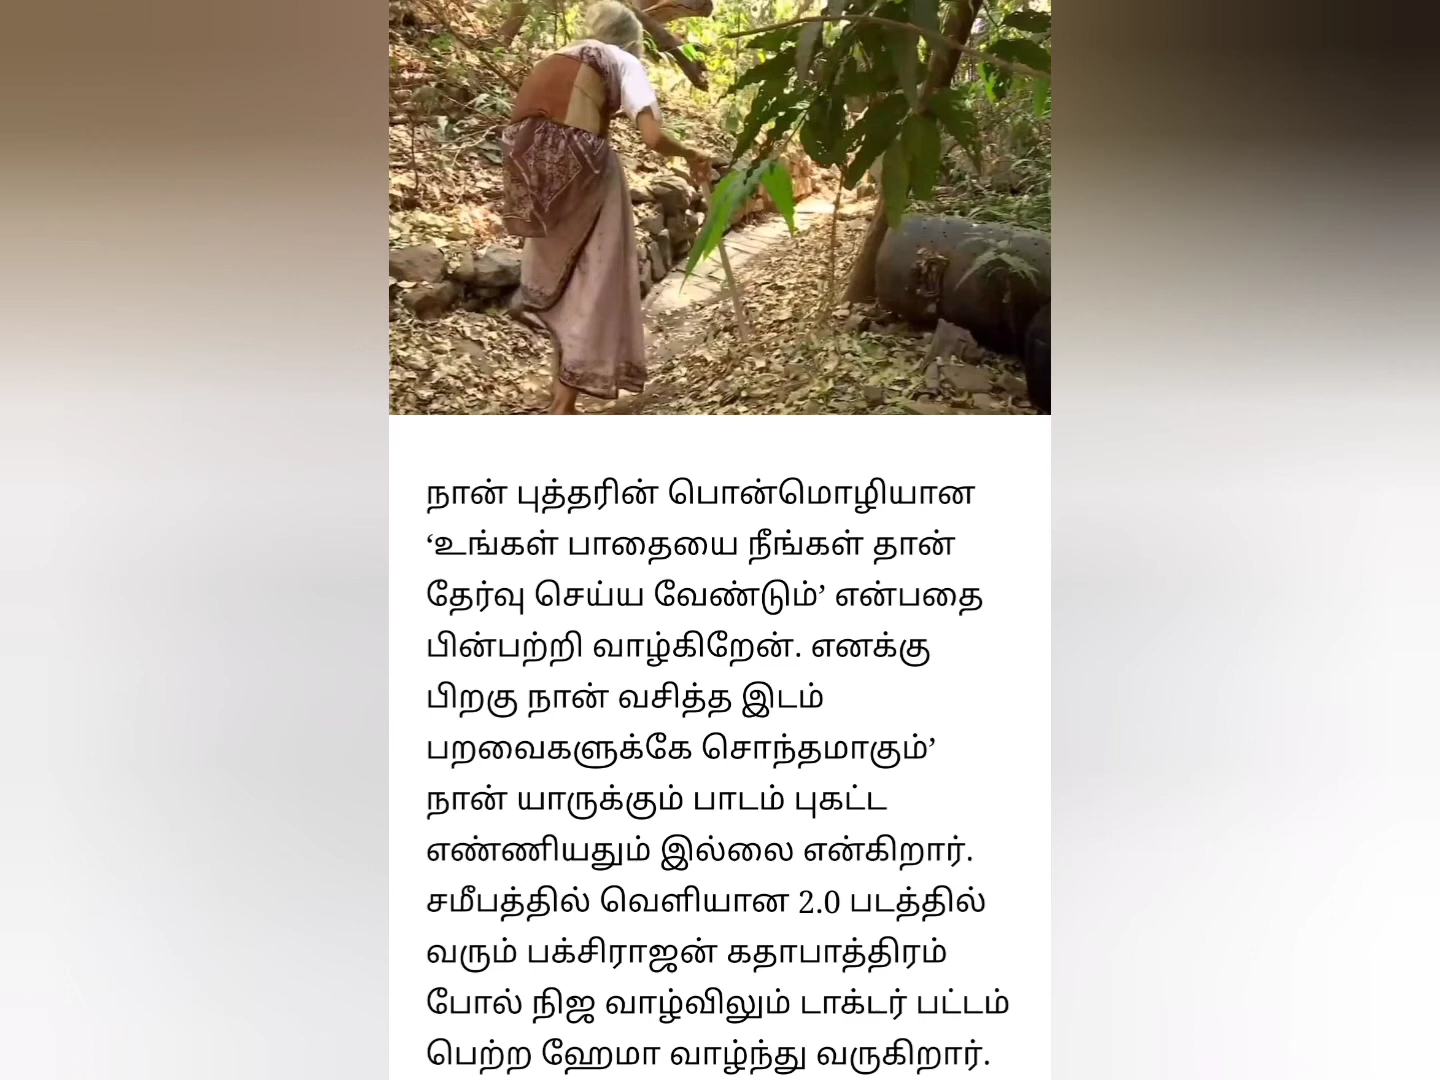 நான் புத்தரின் பொன்மொழியான
‘உங்கள் பாதையை நீங்கள் தான்
தேர்வு செய்ய வேண்டும்’ என்பதை
பின்பற்றி வாழ்கிறேன். எனக்கு
பிறகு நான் வசித்த இடம்
பறவைகளுக்கே சொந்தமாகும்’
நான் யாருக்கும் பாடம் புகட்ட
எண்ணியதும் இல்லை என்கிறார்.
சமீபத்தில் வெளியான 2.0 படத்தில்
வரும் பக்சிராஜன் கதாபாத்திரம்
போல் நிஜ வாழ்விலும் டாக்டர் பட்டம்
பெற்ற ஹேமா வாழ்ந்து வருகிறார்.